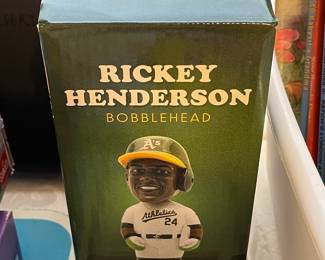 RICKEY
HENDERSON
BOBBLEHEAD
A's
Athletics
24